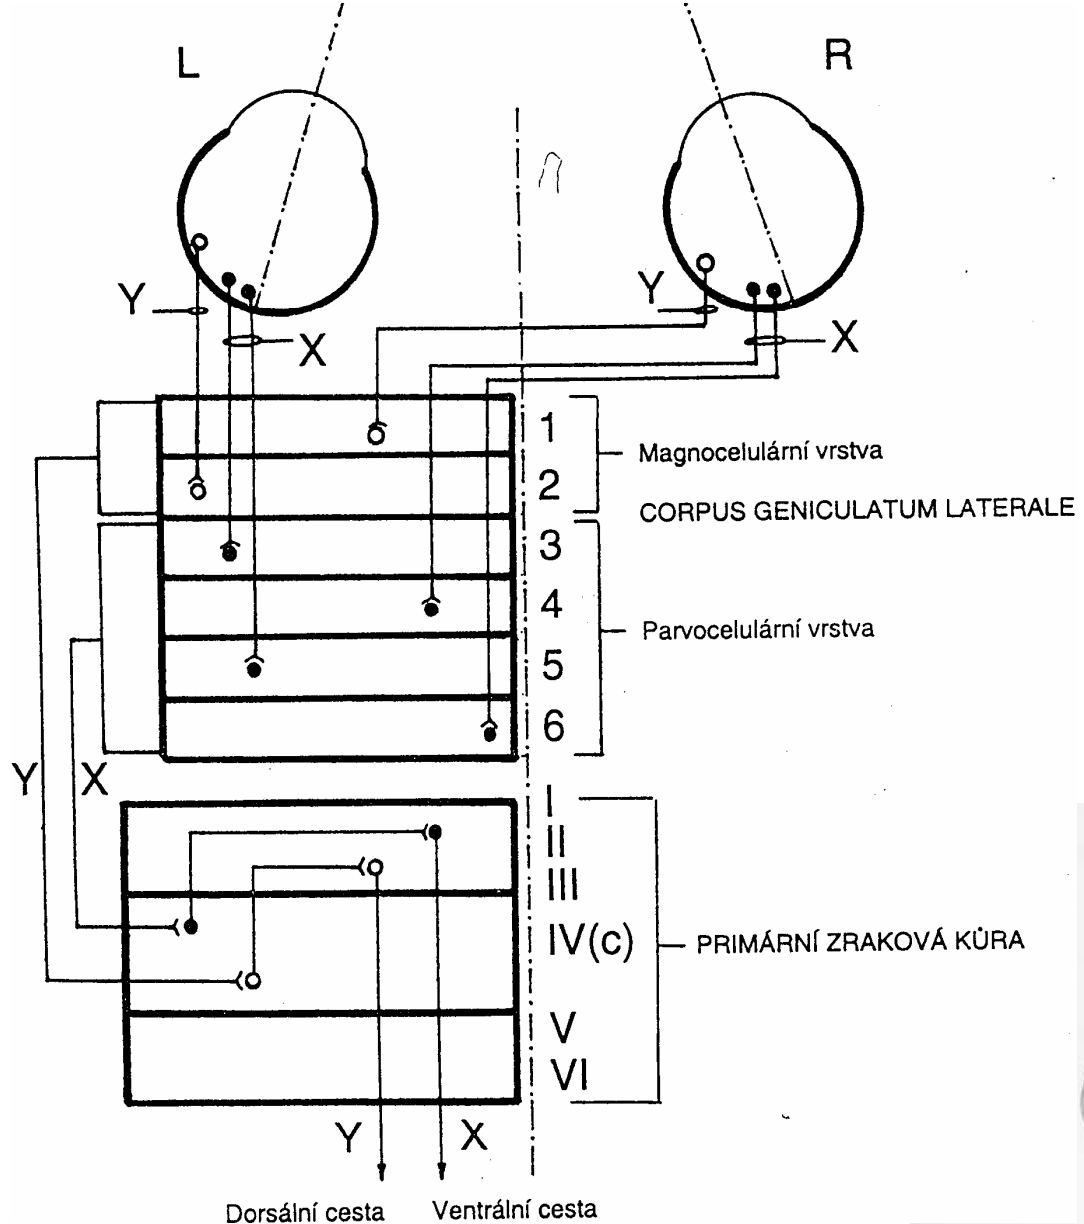 L
R
Y
X
Y
X
1
2
3
4
5
6
Magnocelulární vrstva
CORPUS GENICULATUM LATERALE
Parvocelulární vrstva
Y
X
I
II
III
IV(c)
V
VI
PRIMÁRNÍ ZRAKOVÁ KŮRA
Y
X
Dorsální cesta
Ventrální cesta